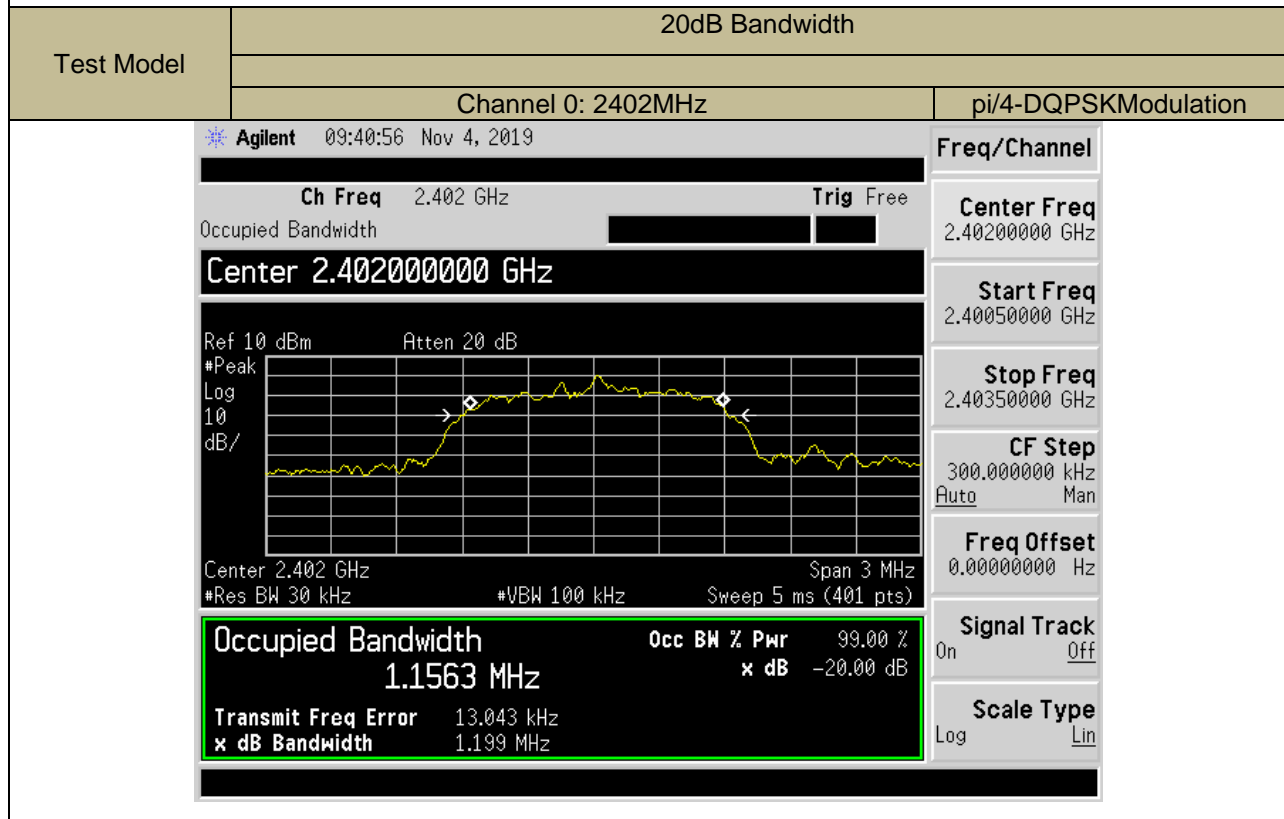 Test Model
20dB Bandwidth
Channel 0: 2402MHz
pi/4-DQPSKModulation
Agilent 09:40:56 Nov 4, 2019
Ch Freq 2.402 GHz Trig Free
Occupied Bandwidth
Center 2.402000000 GHz
Ref 10 dBm Atten 20 dB
#Peak
Log
10
dB/
Center 2.402 GHz Span 3 MHz
#Res BW 30 kHz #VBW 100 kHz Sweep 5 ms (401 pts)
Occupied Bandwidth Occ BW % Pwr 99.00 %
1.1563 MHz x dB -20.00 dB
Transmit Freq Error 13.043 kHz
x dB Bandwidth 1.199 MHz
Freq/Channel
Center Freq
2.40200000 GHz
Start Freq
2.40050000 GHz
Stop Freq
2.40350000 GHz
CF Step
300.000000 kHz
Auto Man
Freq Offset
0.00000000 Hz
Signal Track
On Off
Scale Type
Log Lin